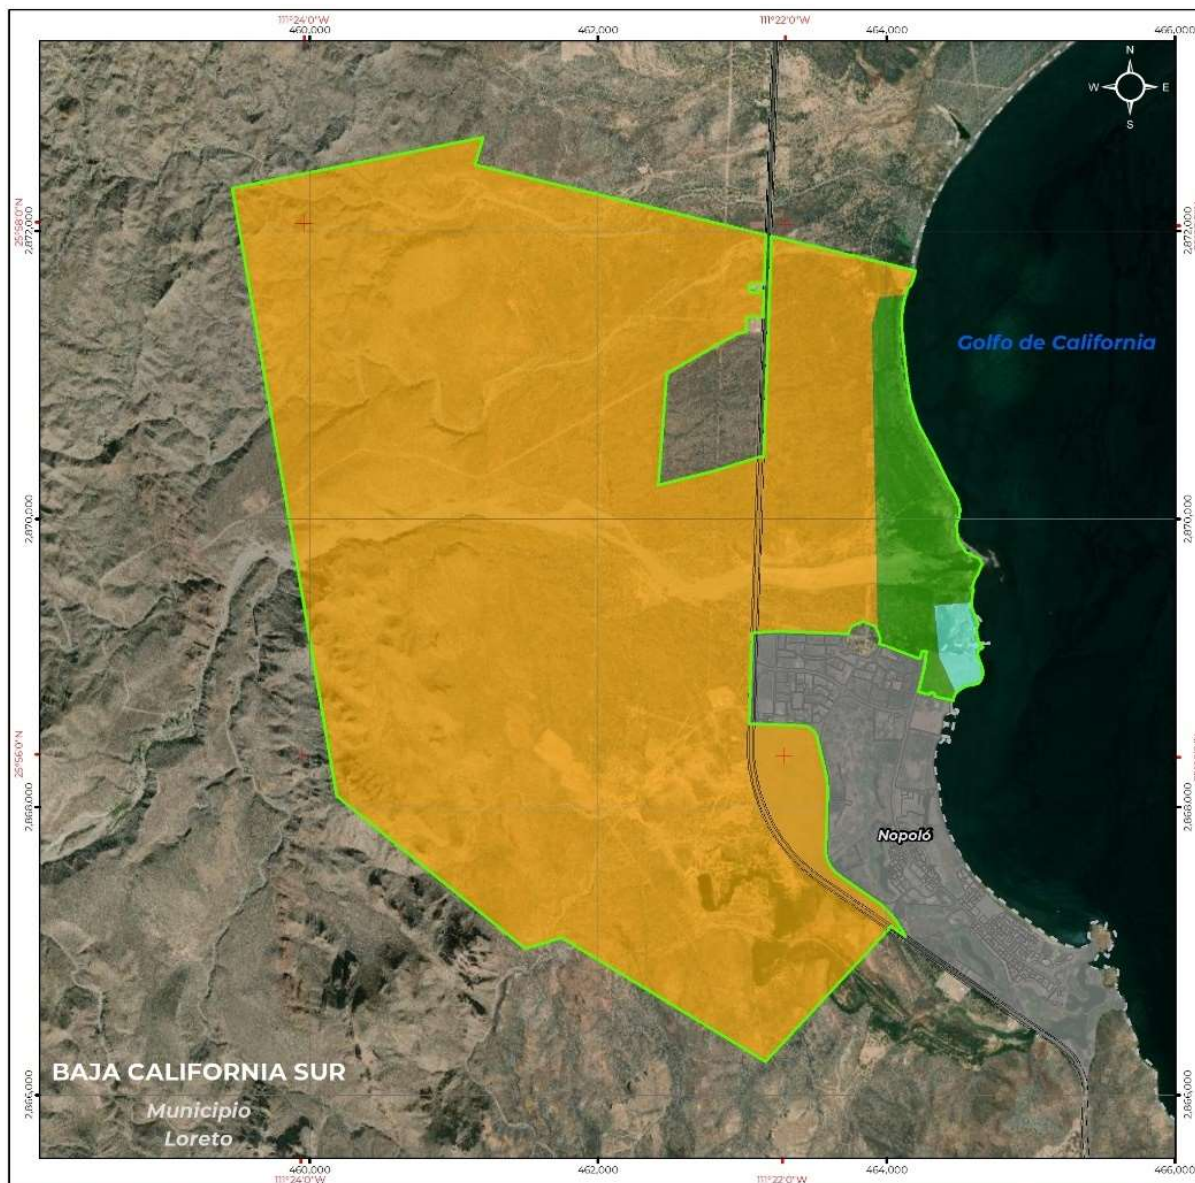 111°24'0"W 111°22'0"W
460,000 462,000 464,000 466,000
N
W E
S
25°58'0"N
2,872,000 2,872,000
Golfo de California
2,870,000 2,870,000
25°56'0"N
2,868,000 2,868,000
Nopoló
BAJA CALIFORNIA SUR
Municipio
Loreto
2,866,000 2,866,000
460,000 462,000 464,000 466,000
111°24'0"W 111°22'0"W